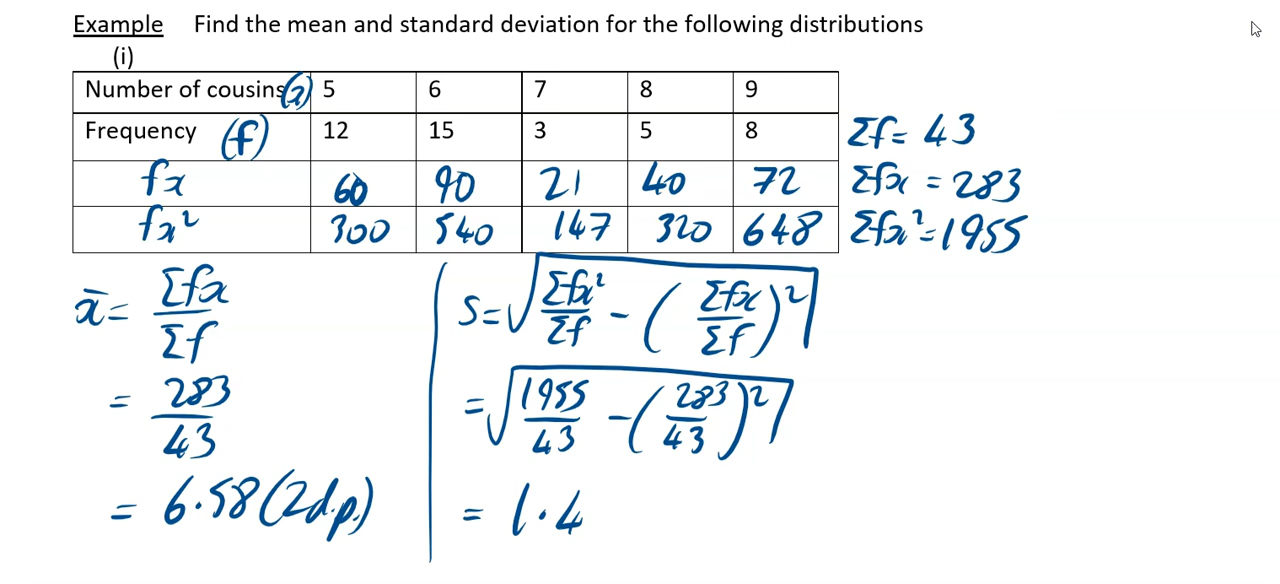 Example Find the mean and standard deviation for the following distributions
(i)
Number of cousins (x) 5 6 7 8 9
Frequency (f) 12 15 3 5 8 Σf = 43
fx 60 90 21 40 72 Σfx = 283
fx² 300 540 147 320 648 Σfx² = 1955
x̄ = Σfx / Σf
= 283 / 43
= 6.58 (2d.p.)
S = √(Σfx² / Σf - (Σfx / Σf)²)
= √(1955 / 43 - (283 / 43)²)
= 1.4